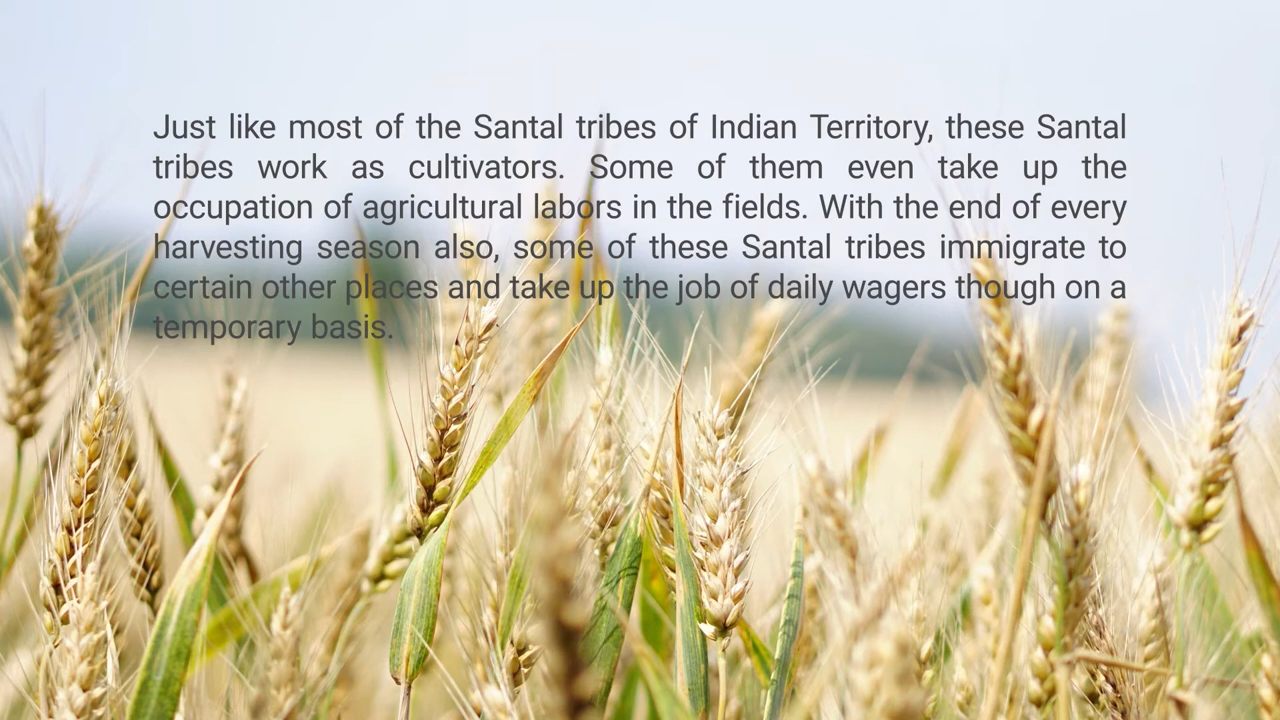 Just like most of the Santal tribes of Indian Territory, these Santal
tribes work as cultivators. Some of them even take up the
occupation of agricultural labors in the fields. With the end of every
harvesting season also, some of these Santal tribes immigrate to
certain other places and take up the job of daily wagers though on a
temporary basis.